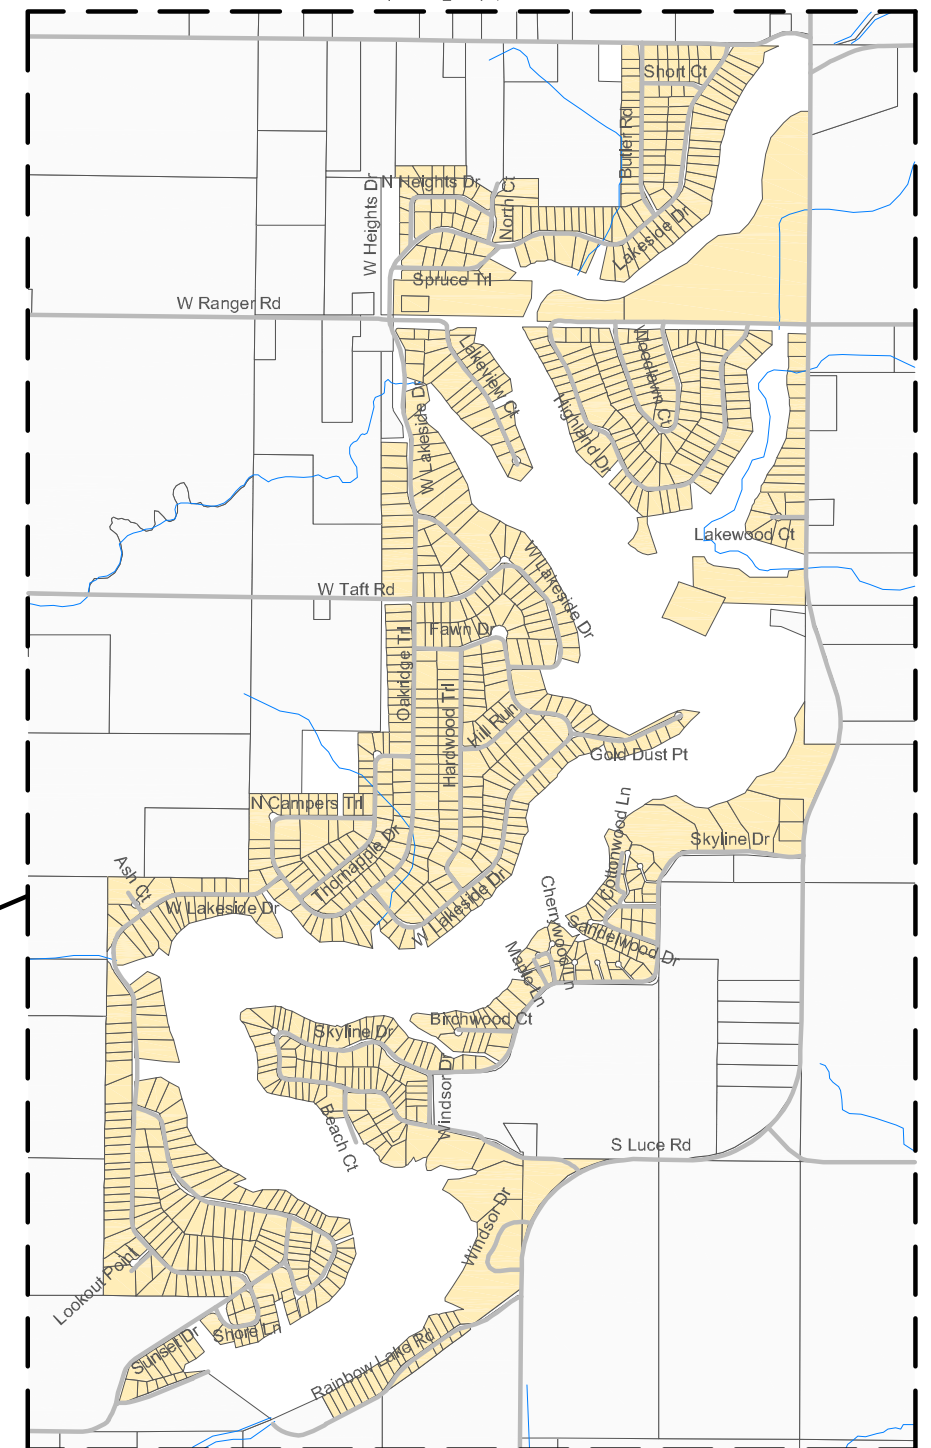 Short Ct
Butler Rd
N Heights Dr
North Ct
W Heights Dr
Lakeside Dr
Spruce Trl
W Ranger Rd
Lakeview Ct
Woodlawn Ct
W Lakeside Dr
Highland Dr
Lakewood Ct
W Lakeside Dr
W Taft Rd
Fawn Dr
Oakridge Trl
Hardwood Trl
Hill Run
Gold Dust Pt
N Campers Trl
Cottonwood Ln
Skyline Dr
Thornapple Dr
Ash Ct
W Lakeside Dr
W Lakeside Dr
Cherrywood Ln
Sandelwood Dr
Maple Ln
Birchwood Ct
Skyline Dr
Windsor Dr
Beach Ct
S Luce Rd
Windsor Dr
Lookout Point
Shore Ln
Sunset Dr
Rainbow Lake Rd